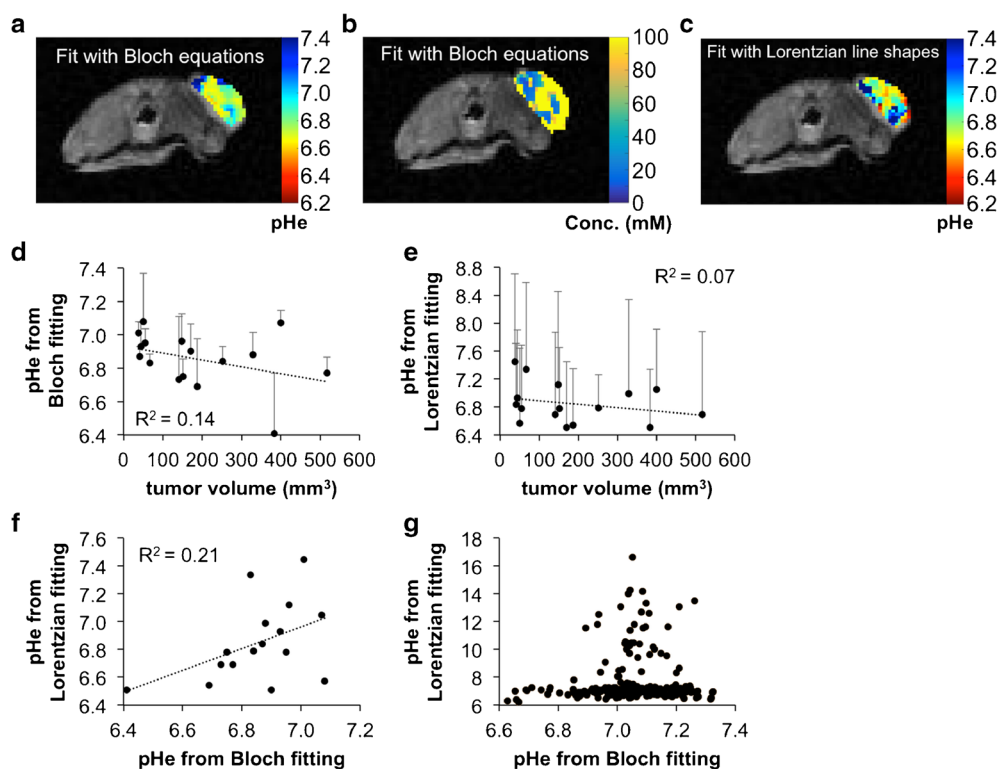 a
Fit with Bloch equations
7.4
7.2
7.0
6.8
6.6
6.4
6.2
pHe
b
Fit with Bloch equations
100
80
60
40
20
0
Conc. (mM)
c
Fit with Lorentzian line shapes
7.4
7.2
7.0
6.8
6.6
6.4
6.2
pHe
d
pHe from
Bloch fitting
7.4
7.2
7.0
6.8
6.6
6.4
R² = 0.14
0 100 200 300 400 500 600
tumor volume (mm³)
e
pHe from
Lorentzian fitting
8.8
8.4
8.0
7.6
7.2
6.8
6.4
R² = 0.07
0 100 200 300 400 500 600
tumor volume (mm³)
f
pHe from
Lorentzian fitting
7.6
7.4
7.2
7.0
6.8
6.6
6.4
R² = 0.21
6.4 6.6 6.8 7.0 7.2
pHe from Bloch fitting
g
pHe from
Lorentzian fitting
18
16
14
12
10
8
6
6.6 6.8 7.0 7.2 7.4
pHe from Bloch fitting